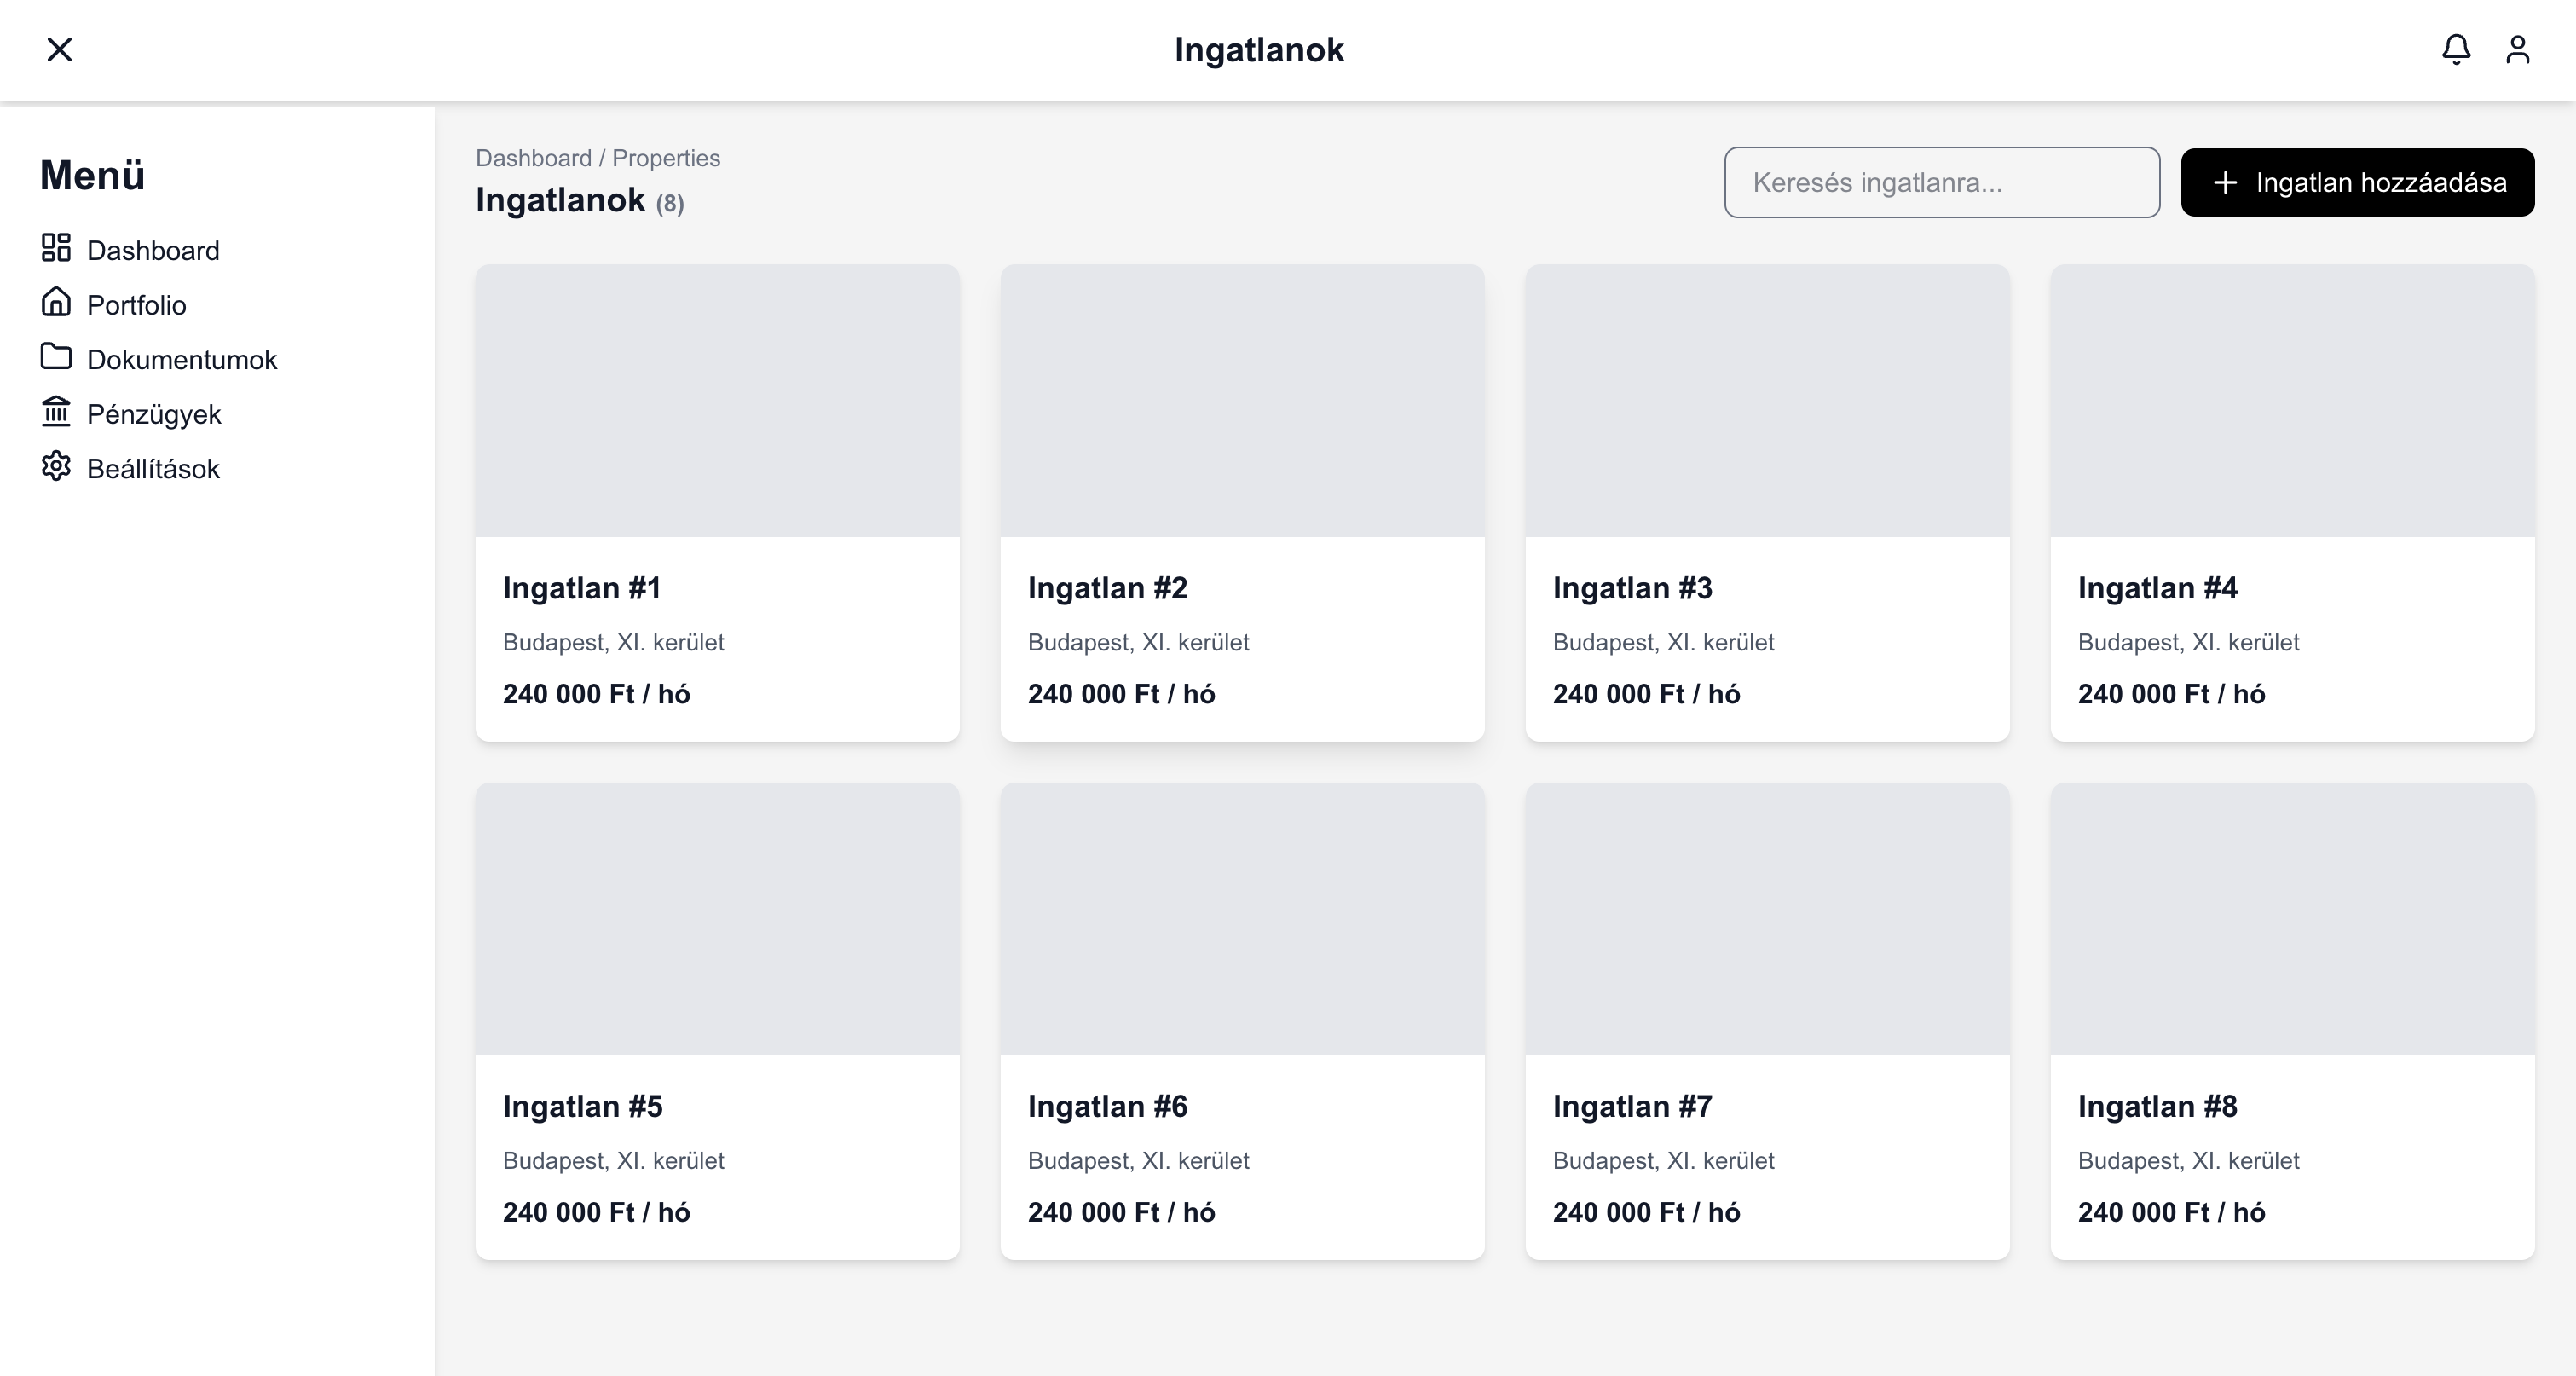 Ingatlanok
Menü
Dashboard
Portfolio
Dokumentumok
Pénzügyek
Beállítások
Dashboard / Properties
Ingatlanok (8)
Keresés ingatlanra...
Ingatlan hozzáadása
Ingatlan #1
Budapest, XI. kerület
240 000 Ft / hó
Ingatlan #2
Budapest, XI. kerület
240 000 Ft / hó
Ingatlan #3
Budapest, XI. kerület
240 000 Ft / hó
Ingatlan #4
Budapest, XI. kerület
240 000 Ft / hó
Ingatlan #5
Budapest, XI. kerület
240 000 Ft / hó
Ingatlan #6
Budapest, XI. kerület
240 000 Ft / hó
Ingatlan #7
Budapest, XI. kerület
240 000 Ft / hó
Ingatlan #8
Budapest, XI. kerület
240 000 Ft / hó